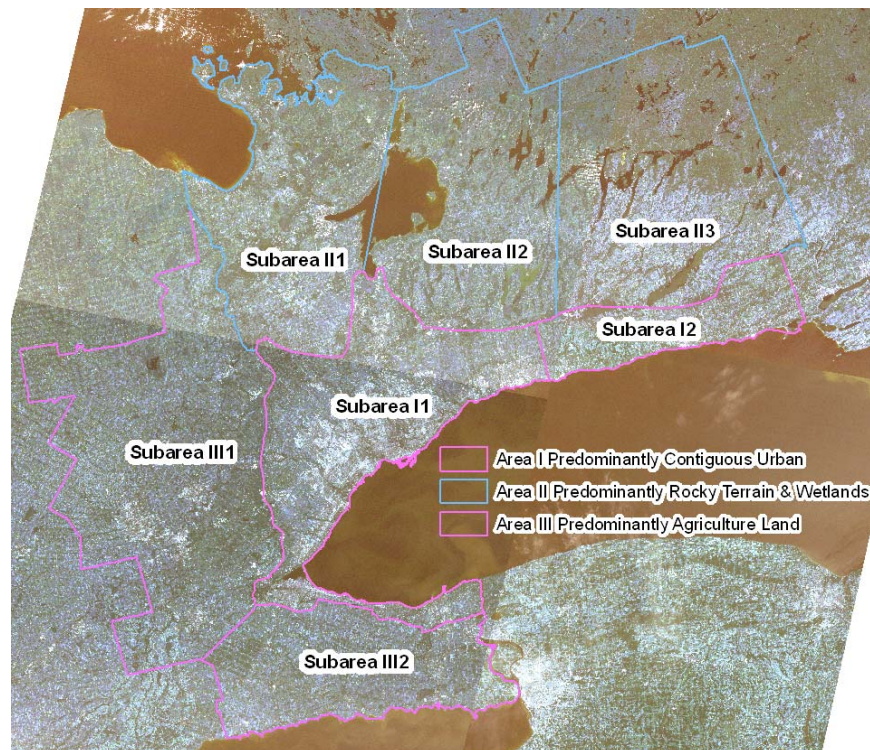 Subarea II1
Subarea II2
Subarea II3
Subarea I2
Subarea I1
Subarea III1
Area I Predominantly Contiguous Urban
Area II Predominantly Rocky Terrain & Wetlands
Area III Predominantly Agriculture Land
Subarea III2